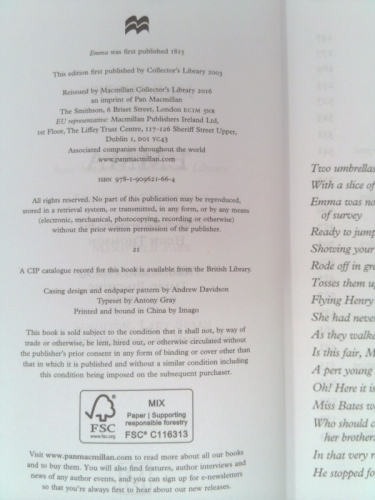 Emma was first published 1815
This edition first published by Collector's Library 2003
Reissued by Macmillan Collector's Library 2016
an imprint of Pan Macmillan
The Smithson, 6 Briset Street, London EC1M 5NR
EU representative: Macmillan Publishers Ireland Ltd,
1st Floor, The Liffey Trust Centre, 117-126 Sheriff Street Upper,
Dublin 1, D01 YC43
Associated companies throughout the world
www.panmacmillan.com
ISBN 978-1-909621-66-4
All rights reserved. No part of this publication may be reproduced,
stored in a retrieval system, or transmitted, in any form, or by any means
(electronic, mechanical, photocopying, recording or otherwise)
without the prior written permission of the publisher.
21
A CIP catalogue record for this book is available from the British Library.
Casing design and endpaper pattern by Andrew Davidson
Typeset by Antony Gray
Printed and bound in China by Imago
This book is sold subject to the condition that it shall not, by way of
trade or otherwise, be lent, hired out, or otherwise circulated without
the publisher's prior consent in any form of binding or cover other than
that in which it is published and without a similar condition including
this condition being imposed on the subsequent purchaser.
FSC
www.fsc.org
MIX
Paper | Supporting
responsible forestry
FSC® C116313
Visit www.panmacmillan.com to read more about all our books
and to buy them. You will also find features, author interviews and
news of any author events, and you can sign up for e-newsletters
so that you're always first to hear about our new releases.
Two umbrellas
With a slice of
Emma was no
of survey
Ready to jump
Showing your
Rode off in gre
Tosses them u
Flying Henry
She had never
As they walke
Is this fair, M
A pert young
Oh! Here it is
Miss Bates w
Who should c
her brother
In that very r
He stopped fo